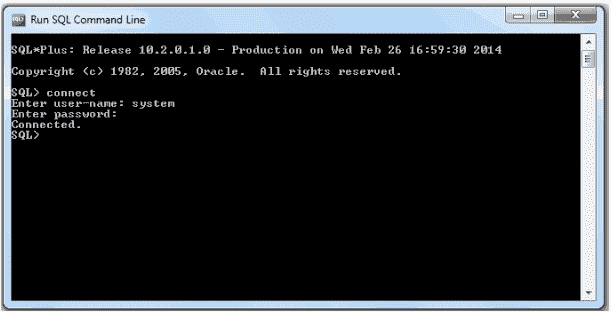 Run SQL Command Line
SQL*Plus: Release 10.2.0.1.0 - Production on Wed Feb 26 16:59:30 2014
Copyright (c) 1982, 2005, Oracle.  All rights reserved.
SQL> connect
Enter user-name: system
Enter password:
Connected.
SQL>